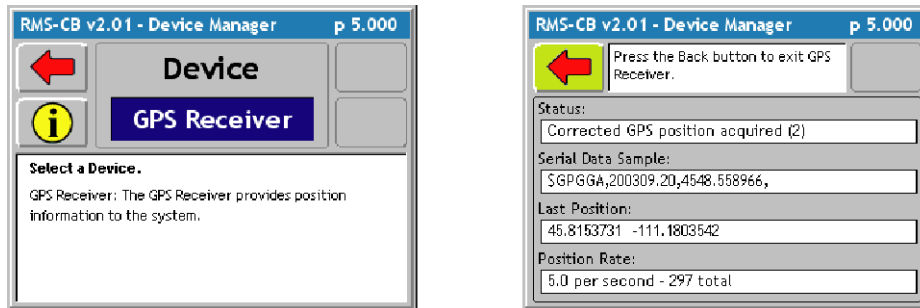 RMS-CB v2.01 - Device Manager p 5.000
Device
GPS Receiver
Select a Device.
GPS Receiver: The GPS Receiver provides position
information to the system.
RMS-CB v2.01 - Device Manager p 5.000
Press the Back button to exit GPS
Receiver.
Status:
Corrected GPS position acquired (2)
Serial Data Sample:
$GPGGA,200309.20,4548.558966,
Last Position:
45.8153731 -111.1803542
Position Rate:
5.0 per second - 297 total